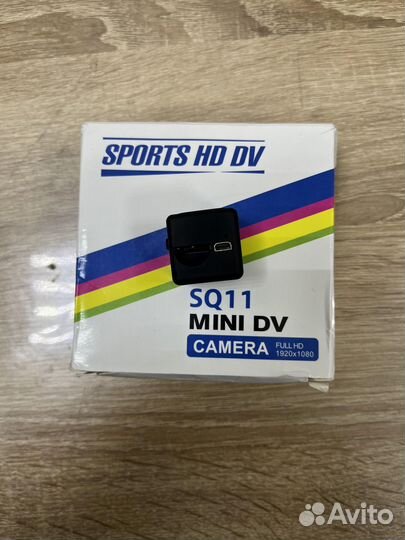 SPORTS HD DV
SQ11
MINI DV
CAMERA
FULL HD
1920x1080
Avito